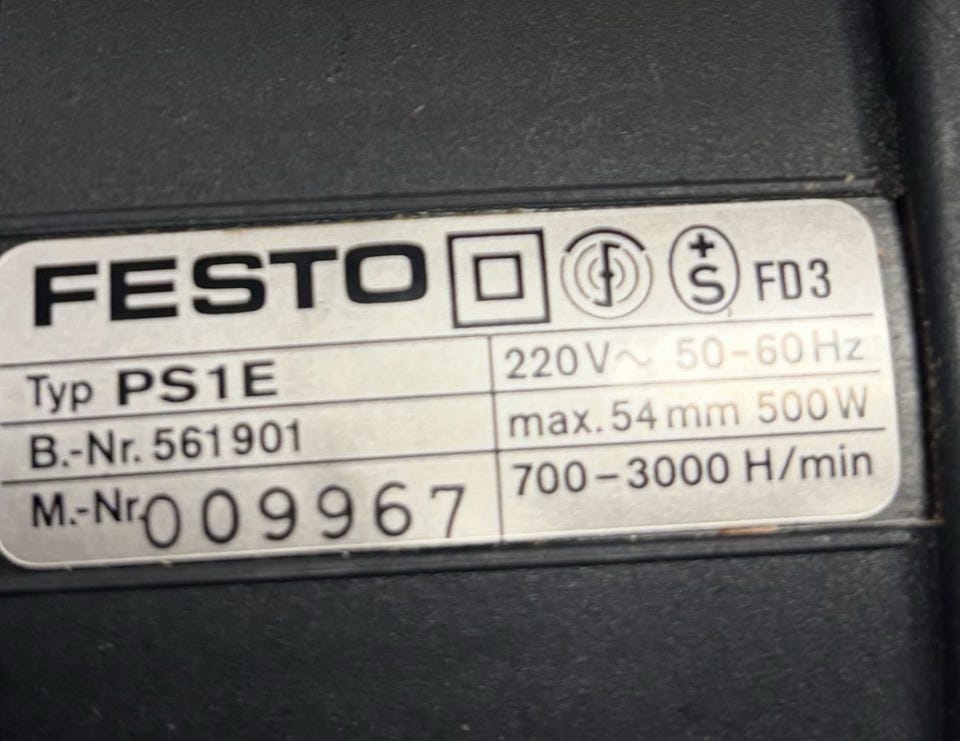 FESTO +S FD3
Typ PS1E
220V~ 50-60Hz
B.-Nr. 561901
max. 54 mm 500W
M.-Nr. 009967
700-3000 H/min